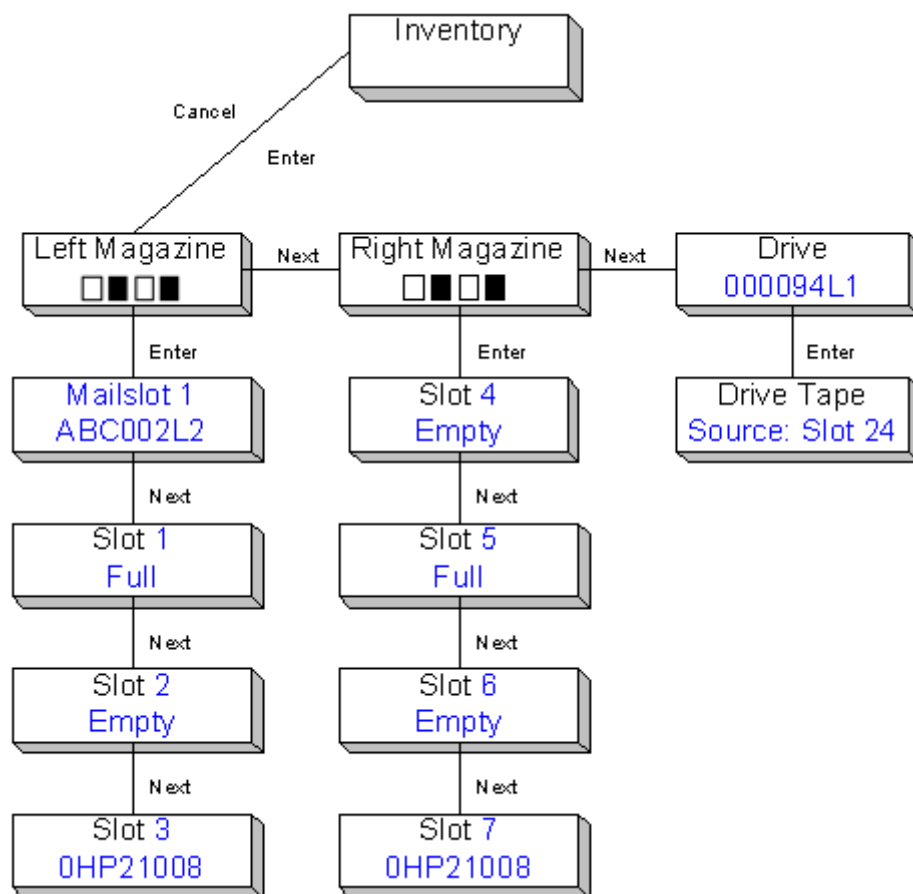 Inventory
Cancel
Enter
Left Magazine
Next
Right Magazine
Next
Drive
000094L1
Enter
Enter
Enter
Mailslot 1
ABC002L2
Slot 4
Empty
Drive Tape
Source: Slot 24
Next
Next
Slot 1
Full
Slot 5
Full
Next
Next
Slot 2
Empty
Slot 6
Empty
Next
Next
Slot 3
0HP21008
Slot 7
0HP21008